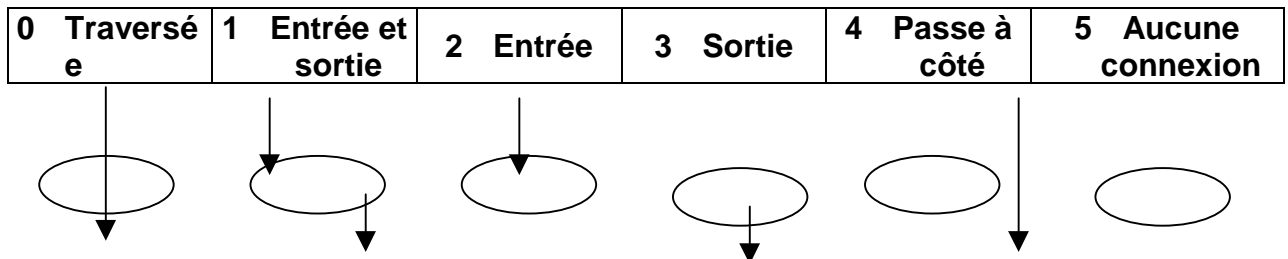 0 Traversé
e
1 Entrée et
sortie
2 Entrée
3 Sortie
4 Passe à
côté
5 Aucune
connexion